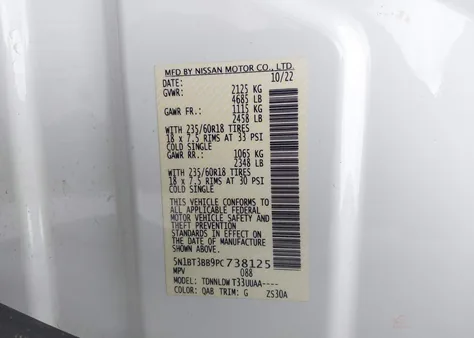 MFD BY NISSAN MOTOR CO., LTD.
DATE: 10/22
GVWR: 2125 KG
4685 LB
GAWR FR.: 1115 KG
2458 LB
WITH 235/60R18 TIRES
18 x 7.5 RIMS AT 33 PSI
COLD SINGLE
GAWR RR.: 1065 KG
2348 LB
WITH 235/60R18 TIRES
18 x 7.5 RIMS AT 30 PSI
COLD SINGLE
THIS VEHICLE CONFORMS TO
ALL APPLICABLE FEDERAL
MOTOR VEHICLE SAFETY AND
THEFT PREVENTION
STANDARDS IN EFFECT ON
THE DATE OF MANUFACTURE
SHOWN ABOVE.
5N1BT3BB9PC738125
MPV 088
MODEL: TDNNLDW T33UUAA----
COLOR: QAB TRIM: G ZS30A